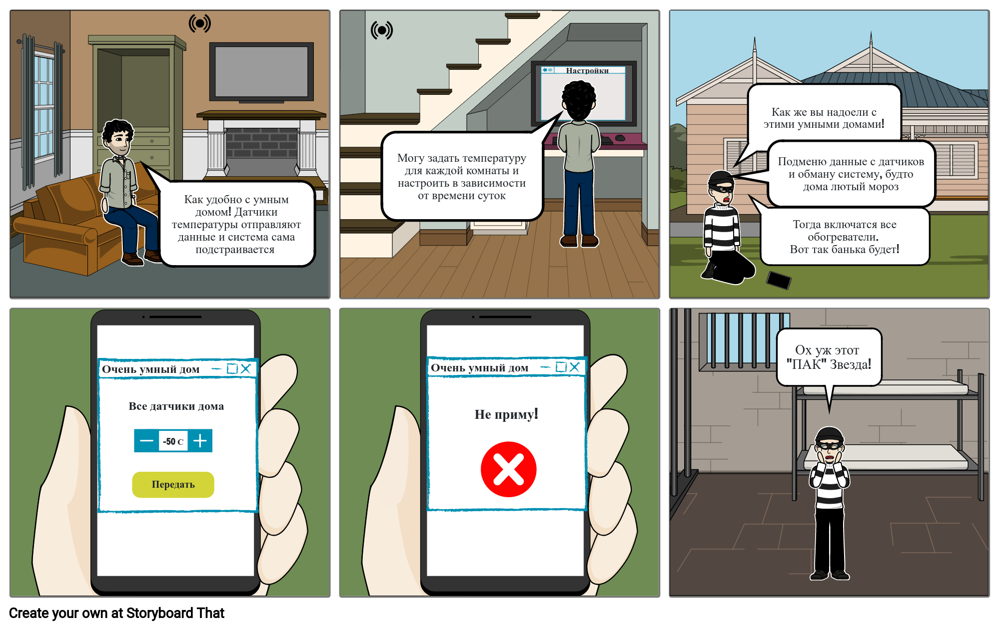 Как удобно с умным
домом! Датчики
температуры отправляют
данные и система сама
подстраивается
Настройки
Могу задать температуру
для каждой комнаты и
настроить в зависимости
от времени суток
Как же вы надоели с
этими умными домами!
Подменю данные с датчиков
и обману систему, будто
дома лютый мороз
Тогда включатся все
обогреватели.
Вот так банька будет!
Очень умный дом
Все датчики дома
-50 C
Передать
Очень умный дом
Не приму!
Ох уж этот
"ПАК" Звезда!
Create your own at Storyboard That